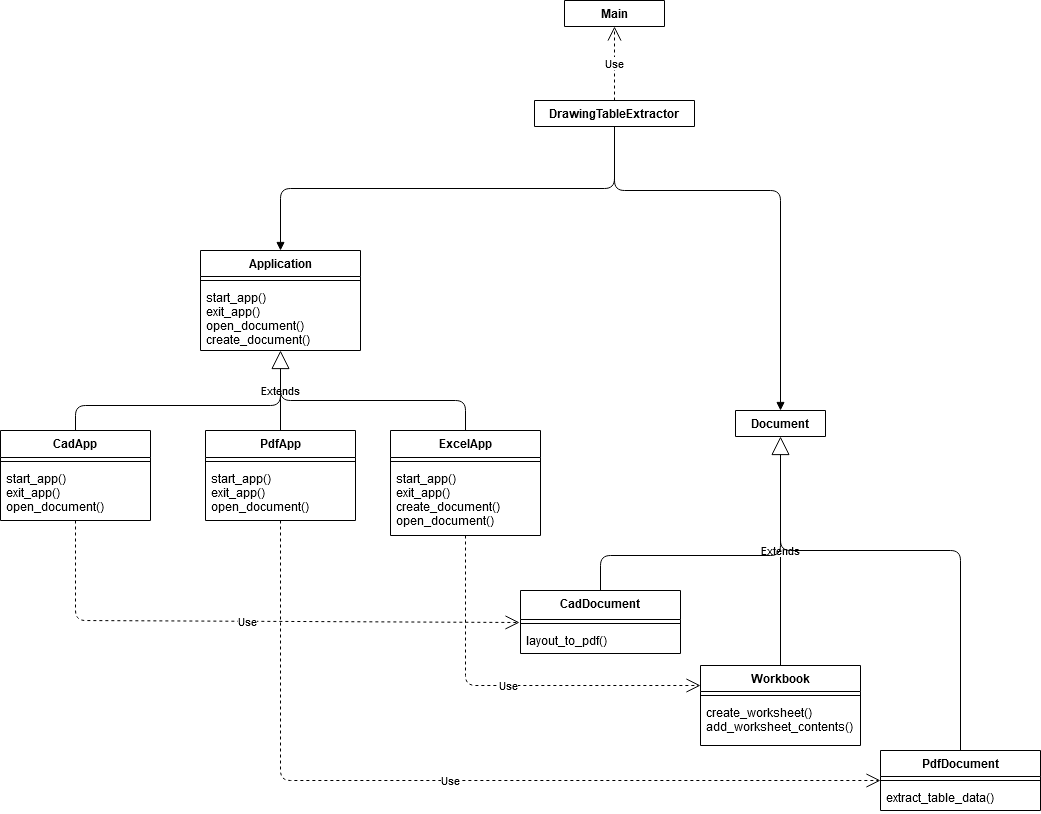 Main
Use
DrawingTableExtractor
Application
start_app()
exit_app()
open_document()
create_document()
Extends
CadApp
start_app()
exit_app()
open_document()
PdfApp
start_app()
exit_app()
open_document()
ExcelApp
start_app()
exit_app()
create_document()
open_document()
Document
Extends
CadDocument
layout_to_pdf()
Use
Workbook
create_worksheet()
add_worksheet_contents()
Use
PdfDocument
extract_table_data()
Use